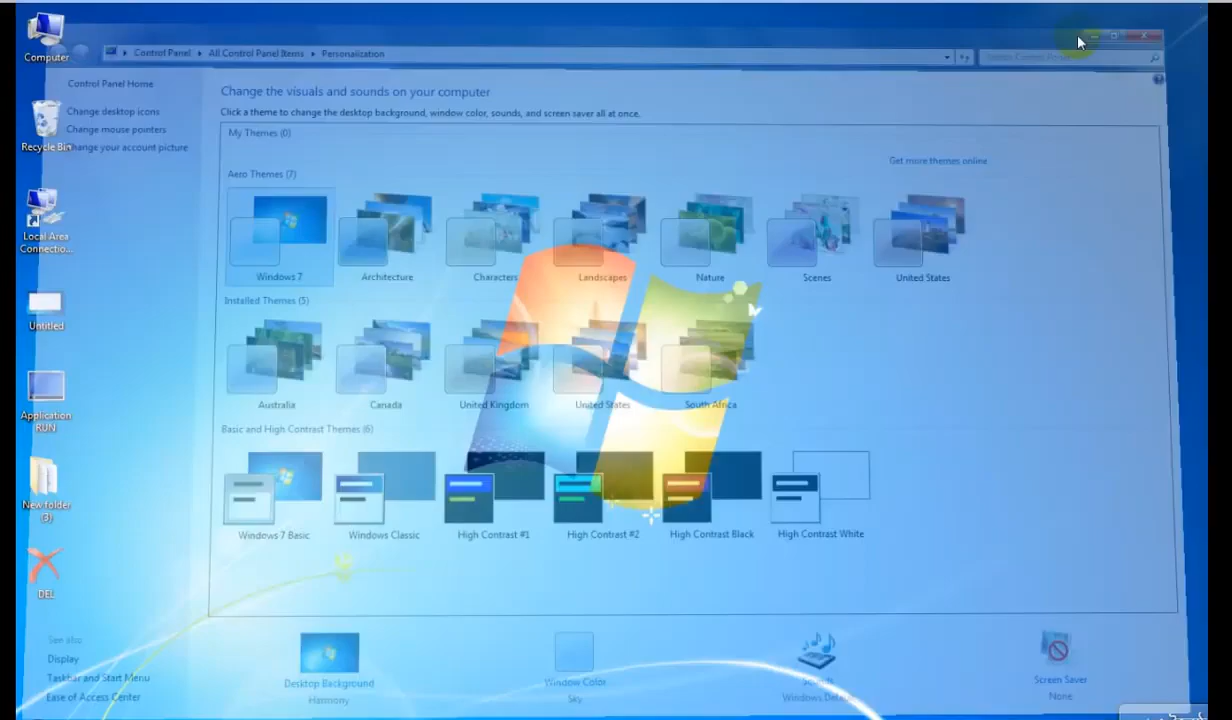 Computer
Recycle Bin
Local Area
Connectio...
Untitled
Application
RUN
New folder
(3)
DEL
Control Panel
All Control Panel Items
Personalization
Control Panel Home
Change desktop icons
Change mouse pointers
Change your account picture
Change the visuals and sounds on your computer
Click a theme to change the desktop background, window color, sounds, and screen saver all at once.
My Themes (0)
Get more themes online
Aero Themes (7)
Windows 7
Architecture
Characters
Landscapes
Nature
Scenes
United States
Installed Themes (5)
Australia
Canada
United Kingdom
United States
South Africa
Basic and High Contrast Themes (6)
Windows 7 Basic
Windows Classic
High Contrast #1
High Contrast #2
High Contrast Black
High Contrast White
See also
Display
Taskbar and Start Menu
Ease of Access Center
Desktop Background
Harmony
Window Color
Sky
Sounds
Windows Default
Screen Saver
None